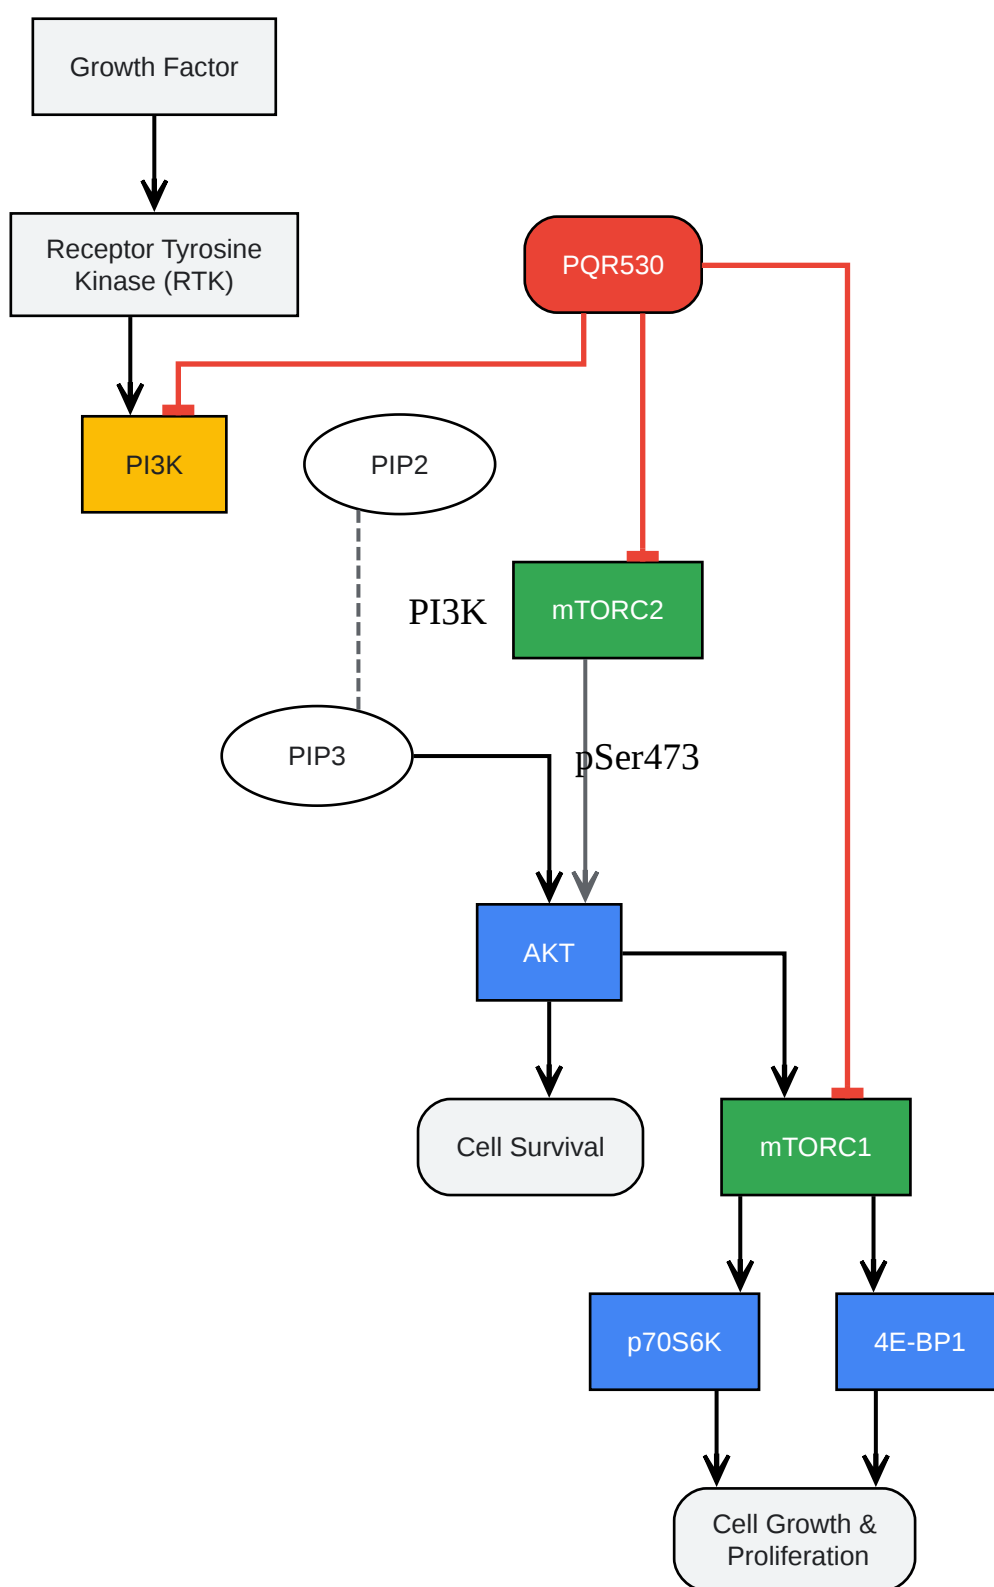 Growth Factor
Receptor Tyrosine
Kinase (RTK)
PQR530
PI3K
PIP2
PI3K
mTORC2
PIP3
pSer473
AKT
Cell Survival
mTORC1
p70S6K
4E-BP1
Cell Growth &
Proliferation